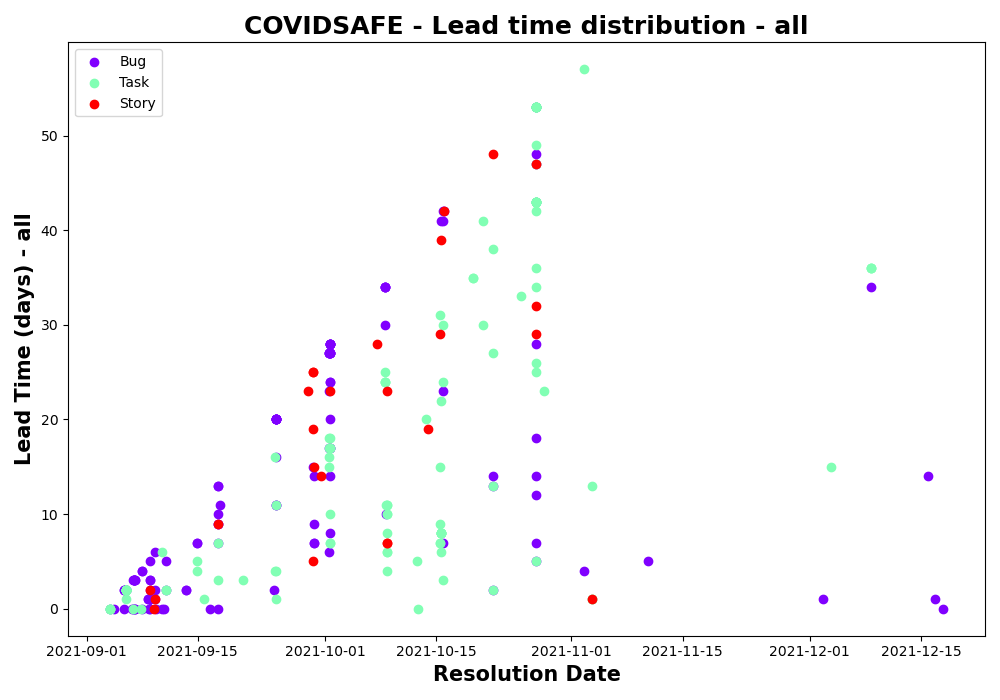 COVIDSAFE - Lead time distribution - all
Bug
Task
Story
Lead Time (days) - all
50
40
30
20
10
0
2021-09-01
2021-09-15
2021-10-01
2021-10-15
2021-11-01
2021-11-15
2021-12-01
2021-12-15
Resolution Date